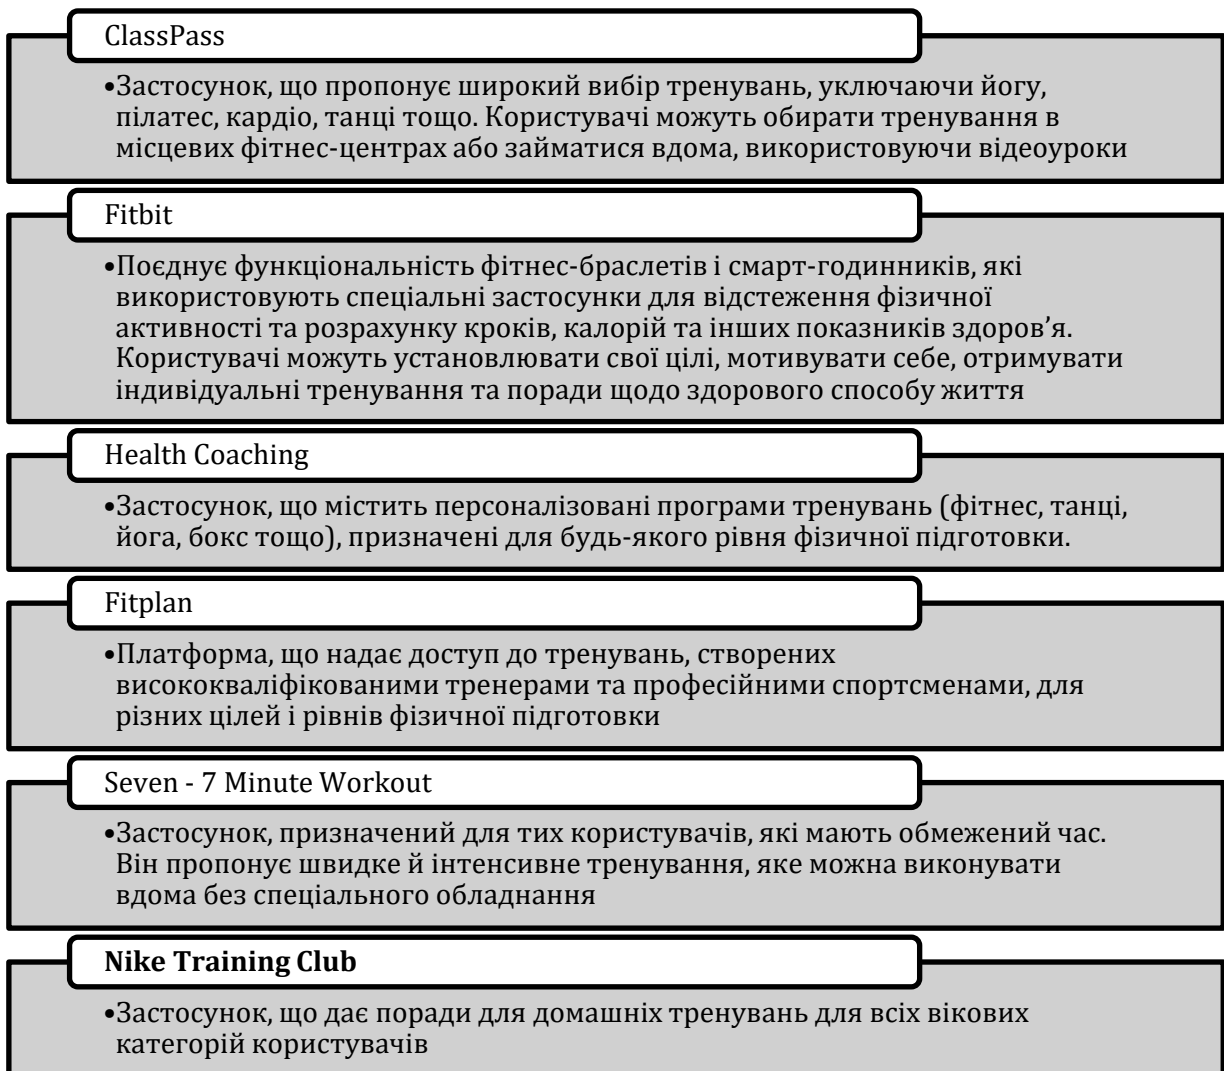 ClassPass
•Застосунок, що пропонує широкий вибір тренувань, уключаючи йогу,
пілатес, кардіо, танці тощо. Користувачі можуть обирати тренування в
місцевих фітнес-центрах або займатися вдома, використовуючи відеоуроки
Fitbit
•Поєднує функціональність фітнес-браслетів і смарт-годинників, які
використовують спеціальні застосунки для відстеження фізичної
активності та розрахунку кроків, калорій та інших показників здоров’я.
Користувачі можуть установлювати свої цілі, мотивувати себе, отримувати
індивідуальні тренування та поради щодо здорового способу життя
Health Coaching
•Застосунок, що містить персоналізовані програми тренувань (фітнес, танці,
йога, бокс тощо), призначені для будь-якого рівня фізичної підготовки.
Fitplan
•Платформа, що надає доступ до тренувань, створених
висококваліфікованими тренерами та професійними спортсменами, для
різних цілей і рівнів фізичної підготовки
Seven - 7 Minute Workout
•Застосунок, призначений для тих користувачів, які мають обмежений час.
Він пропонує швидке й інтенсивне тренування, яке можна виконувати
вдома без спеціального обладнання
Nike Training Club
•Застосунок, що дає поради для домашніх тренувань для всіх вікових
категорій користувачів